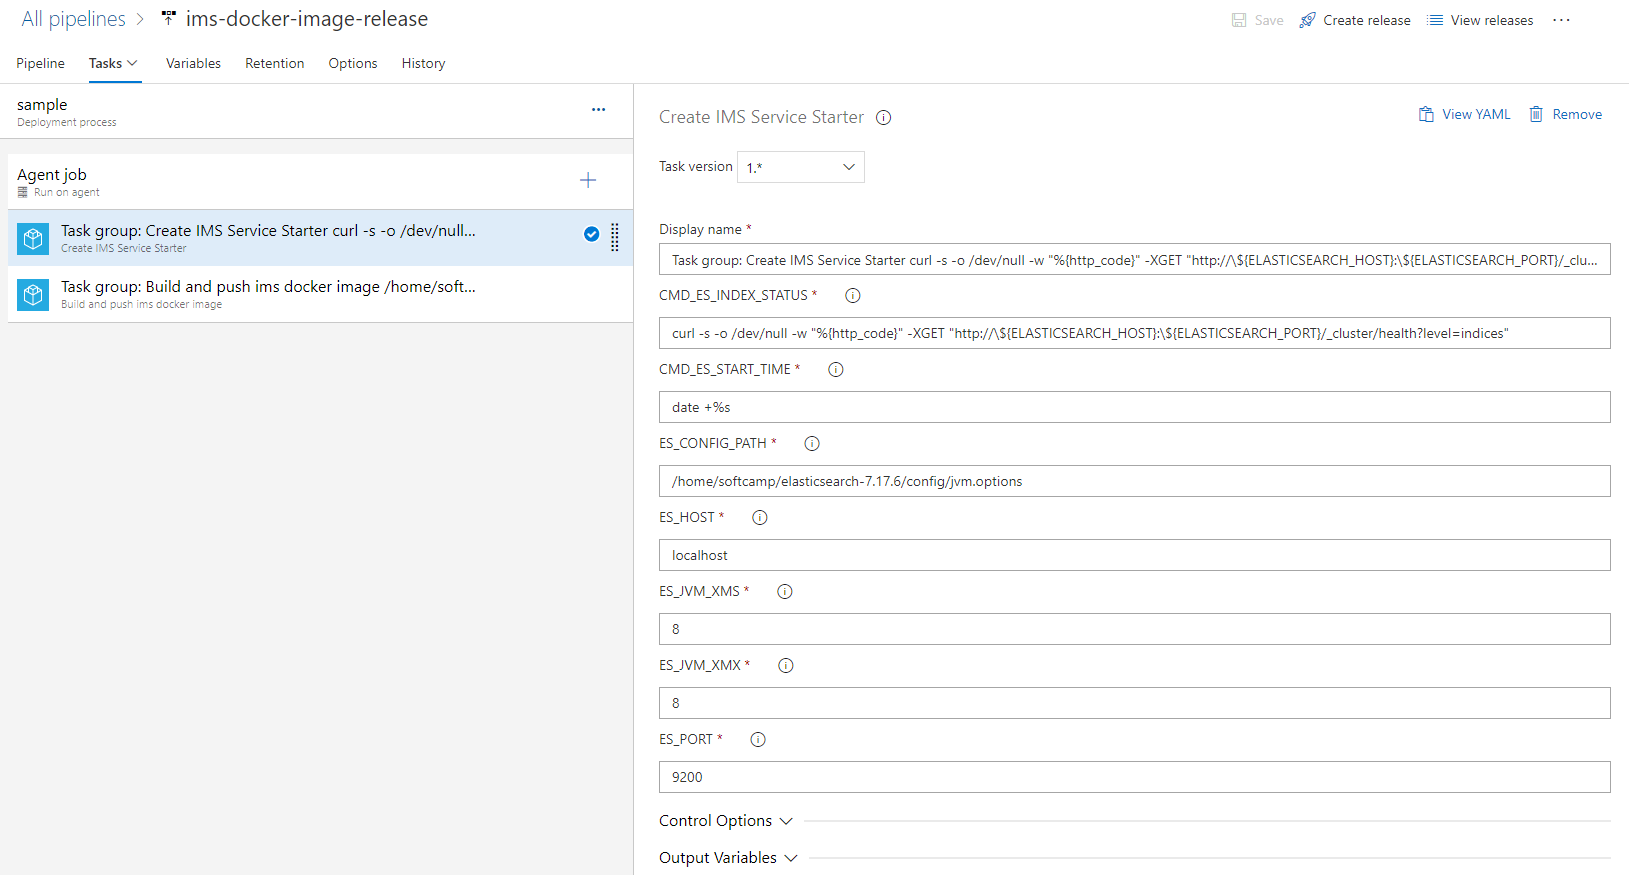 All pipelines > ims-docker-image-release
Save Create release View releases ...
Pipeline Tasks Variables Retention Options History
sample
Deployment process
Agent job
Run on agent
Task group: Create IMS Service Starter curl -s -o /dev/null...
Create IMS Service Starter
Task group: Build and push ims docker image /home/soft...
Build and push ims docker image
Create IMS Service Starter
View YAML Remove
Task version 1.*
Display name *
Task group: Create IMS Service Starter curl -s -o /dev/null -w "%{http_code}" -XGET "http://\${ELASTICSEARCH_HOST}:\${ELASTICSEARCH_PORT}/_clu...
CMD_ES_INDEX_STATUS *
curl -s -o /dev/null -w "%{http_code}" -XGET "http://\${ELASTICSEARCH_HOST}:\${ELASTICSEARCH_PORT}/_cluster/health?level=indices"
CMD_ES_START_TIME *
date +%s
ES_CONFIG_PATH *
/home/softcamp/elasticsearch-7.17.6/config/jvm.options
ES_HOST *
localhost
ES_JVM_XMS *
8
ES_JVM_XMX *
8
ES_PORT *
9200
Control Options
Output Variables